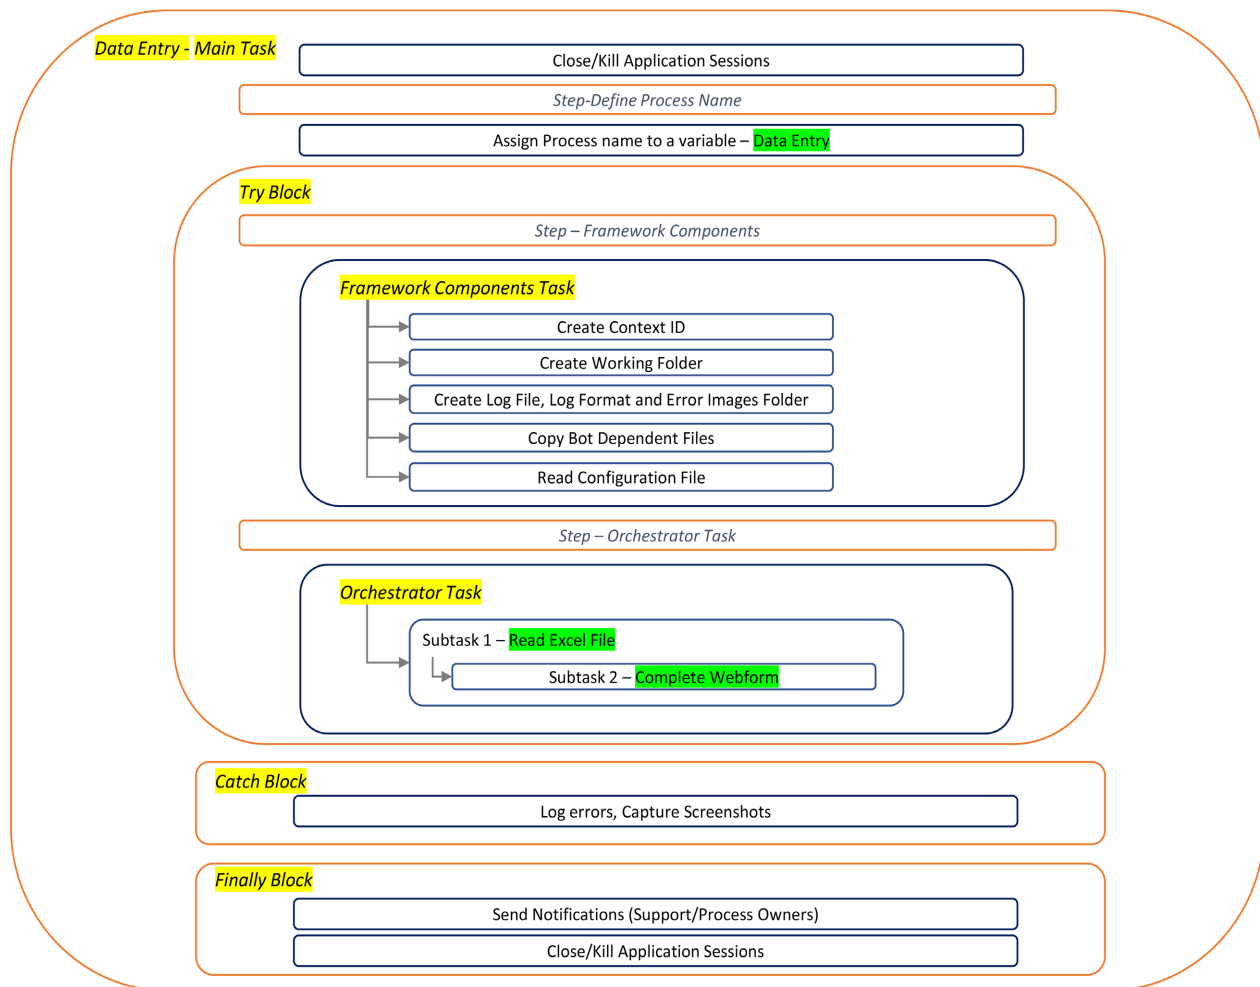 Data Entry - Main Task
Close/Kill Application Sessions
Step-Define Process Name
Assign Process name to a variable – Data Entry
Try Block
Step – Framework Components
Framework Components Task
Create Context ID
Create Working Folder
Create Log File, Log Format and Error Images Folder
Copy Bot Dependent Files
Read Configuration File
Step – Orchestrator Task
Orchestrator Task
Subtask 1 – Read Excel File
Subtask 2 – Complete Webform
Catch Block
Log errors, Capture Screenshots
Finally Block
Send Notifications (Support/Process Owners)
Close/Kill Application Sessions